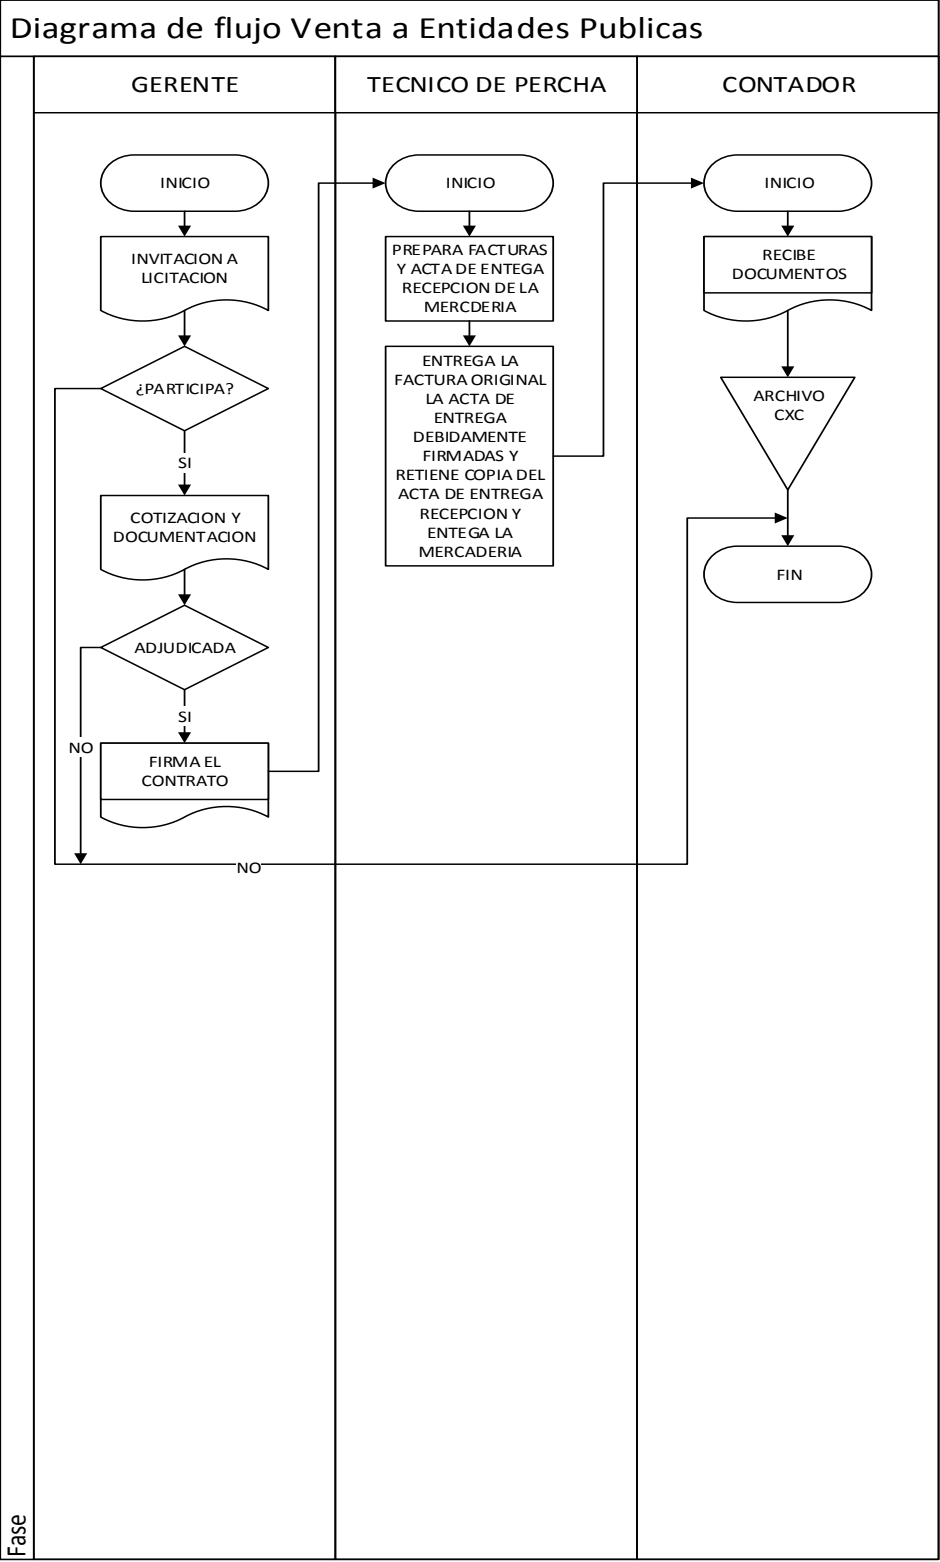 Diagrama de flujo Venta a Entidades Publicas
GERENTE
TECNICO DE PERCHA
CONTADOR
INICIO
INVITACION A
LICITACION
¿PARTICIPA?
SI
COTIZACION Y
DOCUMENTACION
ADJUDICADA
SI
NO
FIRMA EL
CONTRATO
NO
INICIO
PREPARA FACTURAS
Y ACTA DE ENTEGA
RECEPCION DE LA
MERCDERIA
ENTREGA LA
FACTURA ORIGINAL
LA ACTA DE
ENTREGA
DEBIDAMENTE
FIRMADAS Y
RETIENE COPIA DEL
ACTA DE ENTREGA
RECEPCION Y
ENTEGA LA
MERCADERIA
INICIO
RECIBE
DOCUMENTOS
ARCHIVO
CXC
FIN
Fase